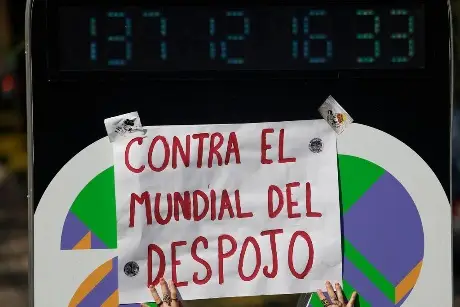 137 12 16 33
CONTRA EL
MUNDIAL DEL
DESPOJO